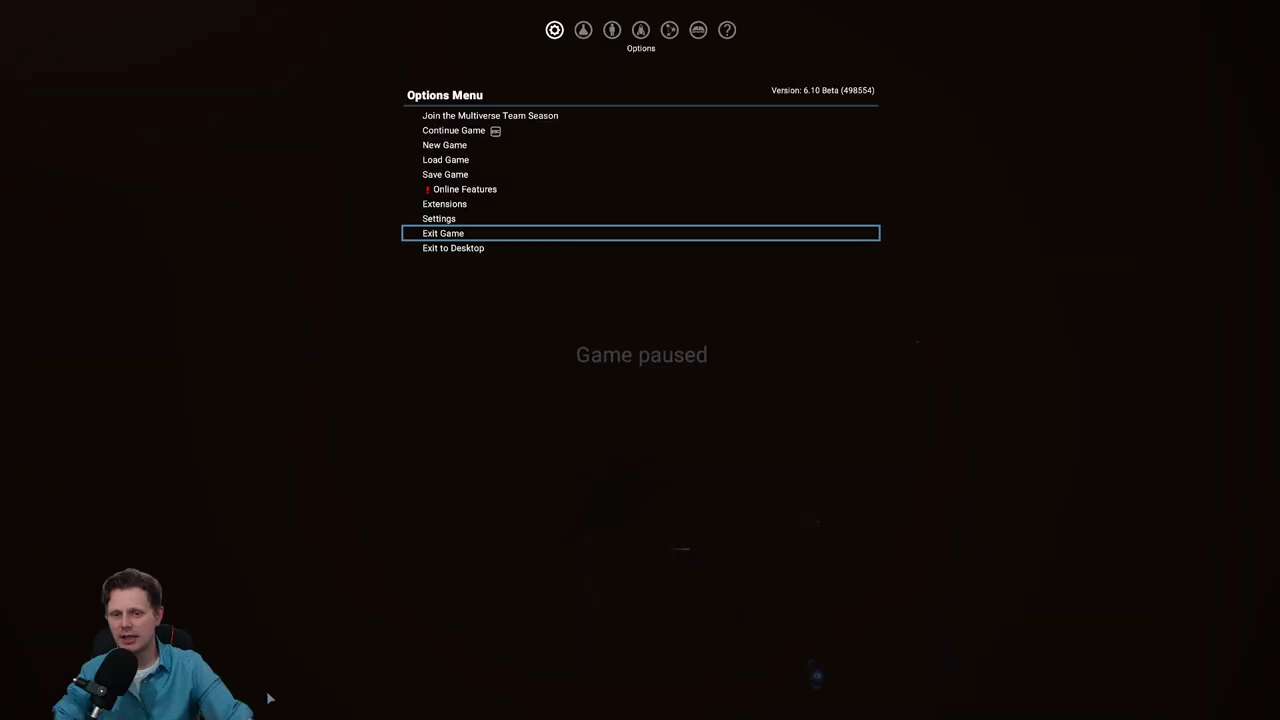 Options
Options Menu
Version: 6.10 Beta (498554)
Join the Multiverse Team Season
Continue Game ESC
New Game
Load Game
Save Game
! Online Features
Extensions
Settings
Exit Game
Exit to Desktop
Game paused